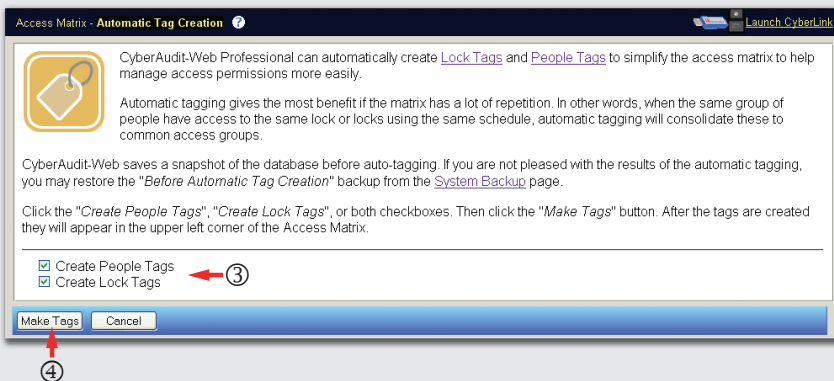 Access Matrix - Automatic Tag Creation ?
Launch CyberLink
CyberAudit-Web Professional can automatically create Lock Tags and People Tags to simplify the access matrix to help
manage access permissions more easily.
Automatic tagging gives the most benefit if the matrix has a lot of repetition. In other words, when the same group of
people have access to the same lock or locks using the same schedule, automatic tagging will consolidate these to
common access groups.
CyberAudit-Web saves a snapshot of the database before auto-tagging. If you are not pleased with the results of the automatic tagging,
you may restore the "Before Automatic Tag Creation" backup from the System Backup page.
Click the "Create People Tags", "Create Lock Tags", or both checkboxes. Then click the "Make Tags" button. After the tags are created
they will appear in the upper left corner of the Access Matrix.
Create People Tags
Create Lock Tags
③
Make Tags Cancel
④